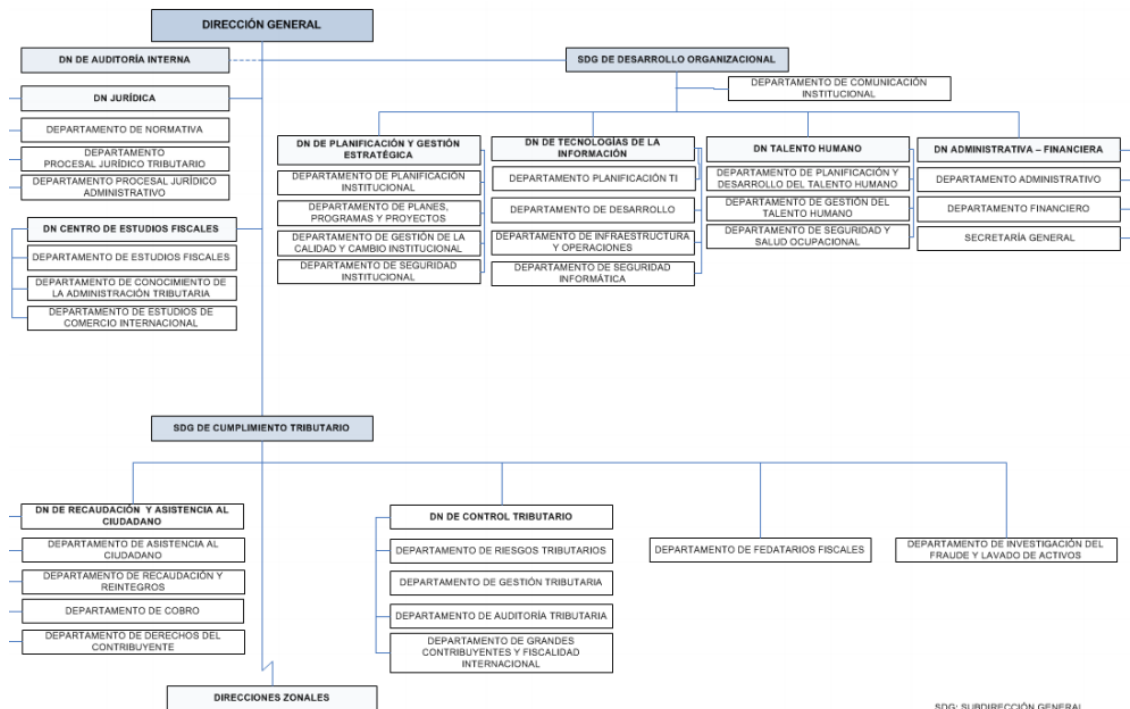 DIRECCIÓN GENERAL
DN DE AUDITORÍA INTERNA
SDG DE DESARROLLO ORGANIZACIONAL
DEPARTAMENTO DE COMUNICACIÓN
INSTITUCIONAL
DN JURÍDICA
DEPARTAMENTO DE NORMATIVA
DEPARTAMENTO
PROCESAL JURÍDICO TRIBUTARIO
DEPARTAMENTO PROCESAL JURÍDICO
ADMINISTRATIVO
DN CENTRO DE ESTUDIOS FISCALES
DEPARTAMENTO DE ESTUDIOS FISCALES
DEPARTAMENTO DE CONOCIMIENTO DE
LA ADMINISTRACIÓN TRIBUTARIA
DEPARTAMENTO DE ESTUDIOS DE
COMERCIO INTERNACIONAL
DN DE PLANIFICACIÓN Y GESTIÓN
ESTRATÉGICA
DEPARTAMENTO DE PLANIFICACIÓN
INSTITUCIONAL
DEPARTAMENTO DE PLANES,
PROGRAMAS Y PROYECTOS
DEPARTAMENTO DE GESTIÓN DE LA
CALIDAD Y CAMBIO INSTITUCIONAL
DEPARTAMENTO DE SEGURIDAD
INSTITUCIONAL
DN DE TECNOLOGÍAS DE LA
INFORMACIÓN
DEPARTAMENTO PLANIFICACIÓN TI
DEPARTAMENTO DE DESARROLLO
DEPARTAMENTO DE INFRAESTRUCTURA
Y OPERACIONES
DEPARTAMENTO DE SEGURIDAD
INFORMÁTICA
DN TALENTO HUMANO
DEPARTAMENTO DE PLANIFICACIÓN Y
DESARROLLO DEL TALENTO HUMANO
DEPARTAMENTO DE GESTIÓN DEL
TALENTO HUMANO
DEPARTAMENTO DE SEGURIDAD Y
SALUD OCUPACIONAL
DN ADMINISTRATIVA – FINANCIERA
DEPARTAMENTO ADMINISTRATIVO
DEPARTAMENTO FINANCIERO
SECRETARÍA GENERAL
SDG DE CUMPLIMIENTO TRIBUTARIO
DN DE RECAUDACIÓN Y ASISTENCIA AL
CIUDADANO
DEPARTAMENTO DE ASISTENCIA AL
CIUDADANO
DEPARTAMENTO DE RECAUDACIÓN Y
REINTEGROS
DEPARTAMENTO DE COBRO
DEPARTAMENTO DE DERECHOS DEL
CONTRIBUYENTE
DN DE CONTROL TRIBUTARIO
DEPARTAMENTO DE RIESGOS TRIBUTARIOS
DEPARTAMENTO DE GESTIÓN TRIBUTARIA
DEPARTAMENTO DE AUDITORÍA TRIBUTARIA
DEPARTAMENTO DE GRANDES
CONTRIBUYENTES Y FISCALIDAD
INTERNACIONAL
DEPARTAMENTO DE FEDATARIOS FISCALES
DEPARTAMENTO DE INVESTIGACIÓN DEL
FRAUDE Y LAVADO DE ACTIVOS
DIRECCIONES ZONALES
SDG: SUBDIRECCIÓN GENERAL